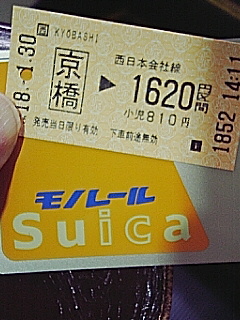 KYOBASHI
西日本会社線
京橋 ▶ 1620円
小児 810円
18.-1.30
発売当日限り有効 下車前途無効
1852 14:11
モノレール
Suica